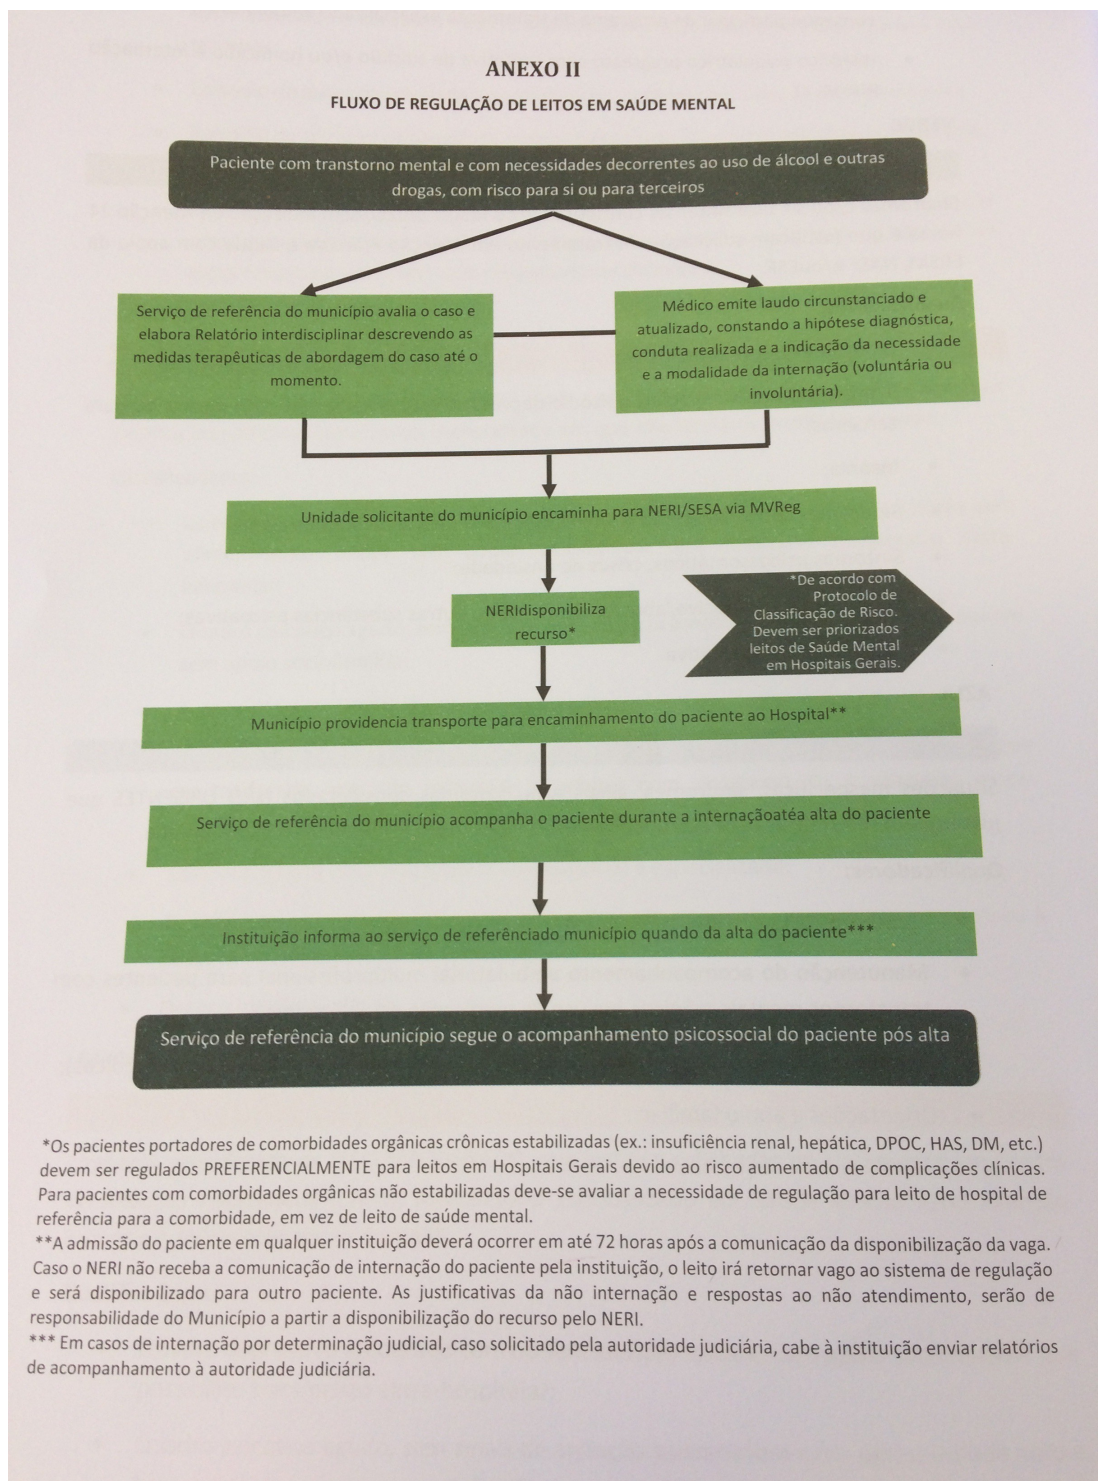 ANEXO II
FLUXO DE REGULAÇÃO DE LEITOS EM SAÚDE MENTAL
Paciente com transtorno mental e com necessidades decorrentes ao uso de álcool e outras
drogas, com risco para si ou para terceiros
Serviço de referência do município avalia o caso e
elabora Relatório interdisciplinar descrevendo as
medidas terapêuticas de abordagem do caso até o
momento.
Médico emite laudo circunstanciado e
atualizado, constando a hipótese diagnóstica,
conduta realizada e a indicação da necessidade
e a modalidade da internação (voluntária ou
involuntária).
Unidade solicitante do município encaminha para NERI/SESA via MVReg
NERIdisponibiliza
recurso*
*De acordo com
Protocolo de
Classificação de Risco.
Devem ser priorizados
leitos de Saúde Mental
em Hospitais Gerais.
Município providencia transporte para encaminhamento do paciente ao Hospital**
Serviço de referência do município acompanha o paciente durante a internaçãoatéa alta do paciente
Instituição informa ao serviço de referênciado município quando da alta do paciente***
Serviço de referência do município segue o acompanhamento psicossocial do paciente pós alta
*Os pacientes portadores de comorbidades orgânicas crônicas estabilizadas (ex.: insuficiência renal, hepática, DPOC, HAS, DM, etc.)
devem ser regulados PREFERENCIALMENTE para leitos em Hospitais Gerais devido ao risco aumentado de complicações clínicas.
Para pacientes com comorbidades orgânicas não estabilizadas deve-se avaliar a necessidade de regulação para leito de hospital de
referência para a comorbidade, em vez de leito de saúde mental.
**A admissão do paciente em qualquer instituição deverá ocorrer em até 72 horas após a comunicação da disponibilização da vaga.
Caso o NERI não receba a comunicação de internação do paciente pela instituição, o leito irá retornar vago ao sistema de regulação
e será disponibilizado para outro paciente. As justificativas da não internação e respostas ao não atendimento, serão de
responsabilidade do Município a partir a disponibilização do recurso pelo NERI.
*** Em casos de internação por determinação judicial, caso solicitado pela autoridade judiciária, cabe à instituição enviar relatórios
de acompanhamento à autoridade judiciária.